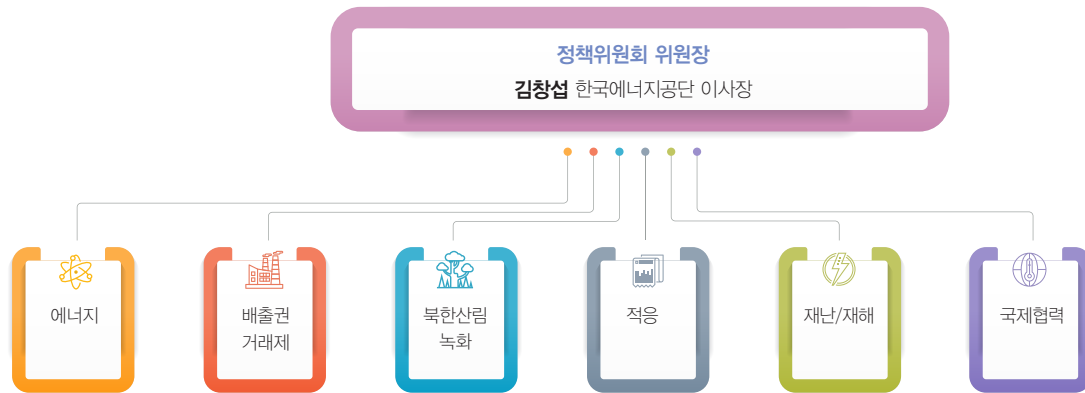 정책위원회 위원장
김창섭 한국에너지공단 이사장
에너지
배출권
거래제
북한산림
녹화
적응
재난/재해
국제협력